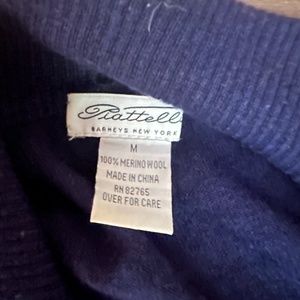 Piattelli
BARNEYS NEW YORK
M
100% MERINO WOOL
MADE IN CHINA
RN 82765
OVER FOR CARE